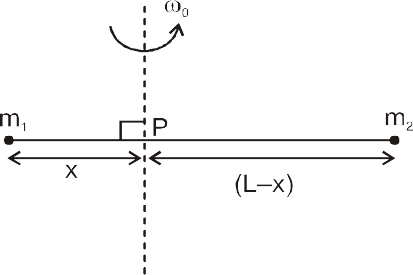 ω₀
m₁ P m₂
x (L–x)